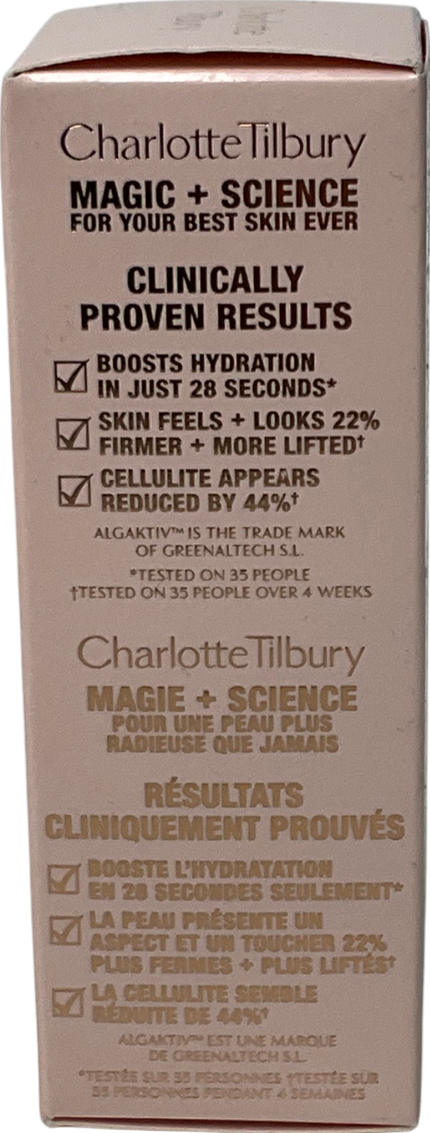 CharlotteTilbury
MAGIC + SCIENCE
FOR YOUR BEST SKIN EVER
CLINICALLY
PROVEN RESULTS
BOOSTS HYDRATION
IN JUST 28 SECONDS*
SKIN FEELS + LOOKS 22%
FIRMER + MORE LIFTED†
CELLULITE APPEARS
REDUCED BY 44%†
ALGAKTIV™ IS THE TRADE MARK
OF GREENALTECH S.L.
*TESTED ON 35 PEOPLE
†TESTED ON 35 PEOPLE OVER 4 WEEKS
CharlotteTilbury
MAGIE + SCIENCE
POUR UNE PEAU PLUS
RADIEUSE QUE JAMAIS
RÉSULTATS
CLINIQUEMENT PROUVÉS
BOOSTE L'HYDRATATION
EN 28 SECONDES SEULEMENT*
LA PEAU PRÉSENTE UN
ASPECT ET UN TOUCHER 22%
PLUS FERMES + PLUS LIFTÉS†
LA CELLULITE SEMBLE
RÉDUITE DE 44%†
ALGAKTIV™ EST UNE MARQUE
DE GREENALTECH S.L.
*TESTÉE SUR 35 PERSONNES †TESTÉE SUR
35 PERSONNES PENDANT 4 SEMAINES